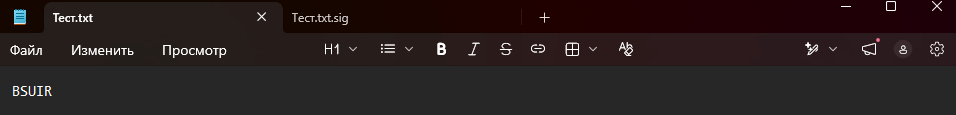 Тест.txt
Тест.txt.sig
Файл
Изменить
Просмотр
H1
B
I
S
BSUIR